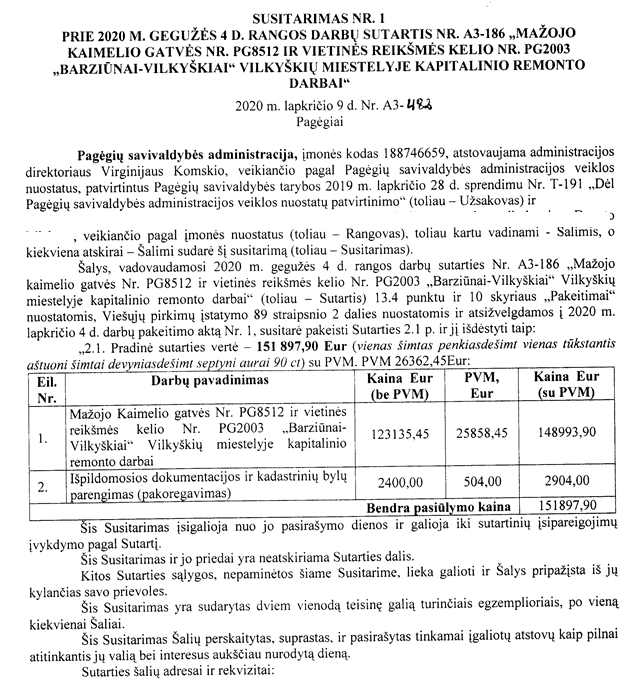 SUSITARIMAS NR. 1
PRIE 2020 M. GEGUŽĖS 4 D. RANGOS DARBŲ SUTARTIS NR. A3-186 „MAŽOJO
KAIMELIO GATVĖS NR. PG8512 IR VIETINĖS REIKŠMĖS KELIO NR. PG2003
„BARZIŪNAI-VILKYŠKIAI“ VILKYŠKIŲ MIESTELYJE KAPITALINIO REMONTO
DARBAI“
2020 m. lapkričio 9 d. Nr. A3-482
Pagėgiai
Pagėgių savivaldybės administracija, įmonės kodas 188746659, atstovaujama administracijos
direktoriaus Virginijaus Komskio, veikiančio pagal Pagėgių savivaldybės administracijos veiklos
nuostatus, patvirtintus Pagėgių savivaldybės tarybos 2019 m. lapkričio 28 d. sprendimu Nr. T-191 „Dėl
Pagėgių savivaldybės administracijos veiklos nuostatų patvirtinimo“ (toliau – Užsakovas) ir
, veikiančio pagal įmonės nuostatus (toliau – Rangovas), toliau kartu vadinami - Salimis, o
kiekviena atskirai – Šalimi sudarė šį susitarimą (toliau – Susitarimas).
Šalys, vadovaudamosi 2020 m. gegužės 4 d. rangos darbų sutarties Nr. A3-186 „Mažojo
kaimelio gatvės Nr. PG8512 ir vietinės reikšmės kelio Nr. PG2003 „Barziūnai-Vilkyškiai“ Vilkyškių
miestelyje kapitalinio remonto darbai“ (toliau – Sutartis) 13.4 punktu ir 10 skyriaus „Pakeitimai“
nuostatomis, Viešųjų pirkimų įstatymo 89 straipsnio 2 dalies nuostatomis ir atsižvelgdamos į 2020 m.
lapkričio 4 d. darbų pakeitimo aktą Nr. 1, susitarė pakeisti Sutarties 2.1 p. ir jį išdėstyti taip:
„2.1. Pradinė sutarties vertė – 151 897,90 Eur (vienas šimtas penkiasdešimt vienas tūkstantis
aštuoni šimtai devyniasdešimt septyni aurai 90 ct) su PVM. PVM 26362,45Eur:
Eil. Nr. Darbų pavadinimas Kaina Eur (be PVM) PVM, Eur Kaina Eur (su PVM)
Mažojo Kaimelio gatvės Nr. PG8512 ir vietinės
reikšmės kelio Nr. PG2003 „Barziūnai-
1. Vilkyškiai“ Vilkyškių miestelyje kapitalinio 123135,45 25858,45 148993,90
remonto darbai
2. Išpildomosios dokumentacijos ir kadastrinių bylų 2400,00 504,00 2904,00
parengimas (pakoregavimas)
Bendra pasiūlymo kaina 151897,90
Šis Susitarimas įsigalioja nuo jo pasirašymo dienos ir galioja iki sutartinių įsipareigojimų
įvykdymo pagal Sutartį.
Šis Susitarimas ir jo priedai yra neatskiriama Sutarties dalis.
Kitos Sutarties sąlygos, nepaminėtos šiame Susitarime, lieka galioti ir Šalys pripažįsta iš jų
kylančias savo prievoles.
Šis Susitarimas yra sudarytas dviem vienodą teisinę galią turinčiais egzemplioriais, po vieną
kiekvienai Šaliai.
Šis Susitarimas Šalių perskaitytas, suprastas, ir pasirašytas tinkamai įgaliotų atstovų kaip pilnai
atitinkantis jų valią bei interesus aukščiau nurodytą dieną.
Sutarties šalių adresai ir rekvizitai: